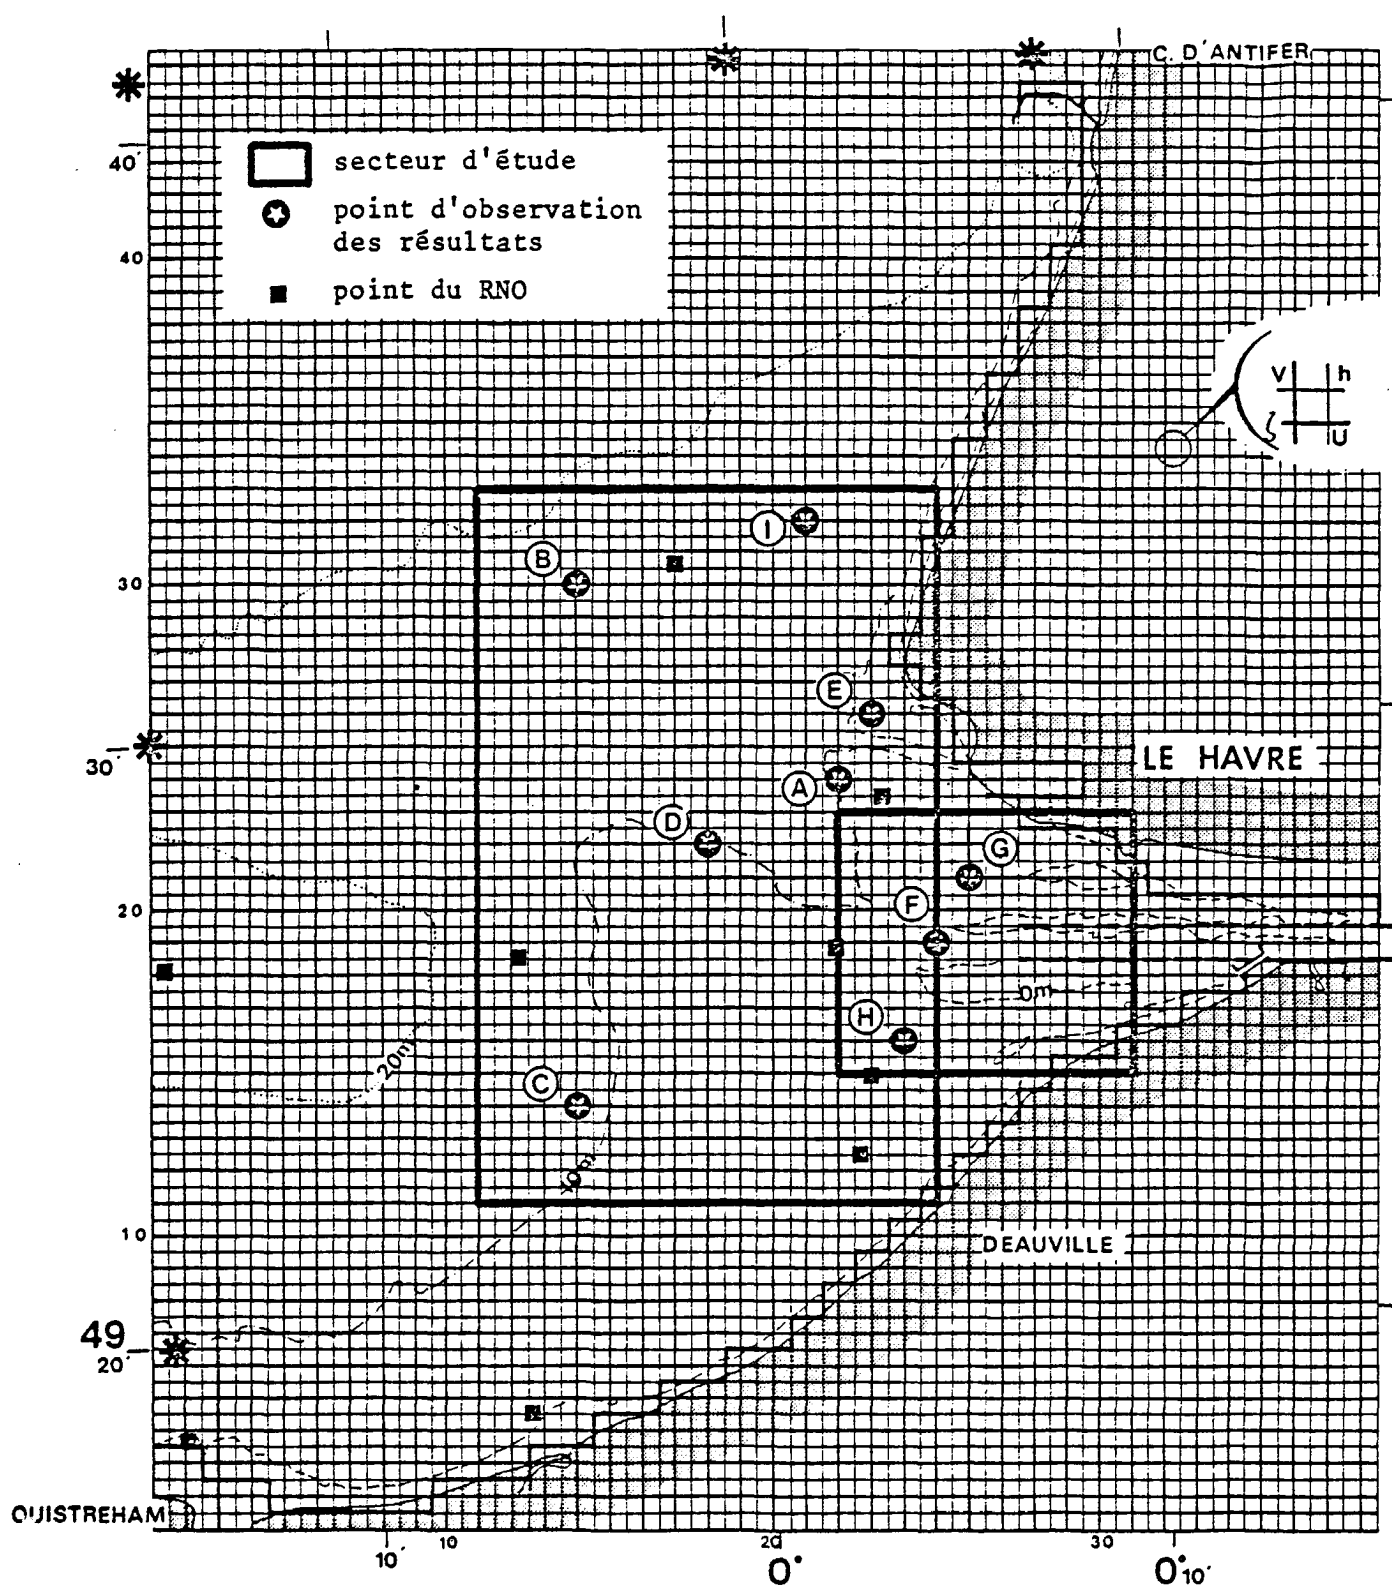 C. D'ANTIFER
40'
secteur d'étude
point d'observation
des résultats
40
point du RNO
V h
U
I
B
30
E
30'
LE HAVRE
A
D
G
F
20
0m
H
20m
C
10m
10
DEAUVILLE
49
20'
OUISTREHAM
10' 10 20 30
0° 0°10'